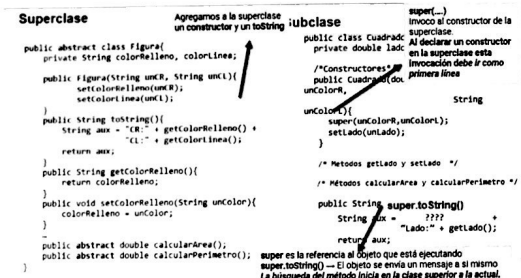 Superclase
Agregamos a la superclase
un constructor y un toString
public abstract class Figura{
private String colorRelleno, colorLinea;
public Figura(String unCR, String unCL){
setColorRelleno(unCR);
setColorLinea(unCL);
}
public String toString(){
String aux = "CR:" + getColorRelleno() +
"CL:" + getColorLinea();
return aux;
}
public String getColorRelleno(){
return colorRelleno;
}
public void setColorRelleno(String unColor){
colorRelleno = unColor;
}
public abstract double calcularArea();
public abstract double calcularPerimetro();
}
ubclase
super(....)
Invoco al constructor de la
superclase.
Al declarar un constructor
en la superclase esta
invocación debe ir como
primera línea
public class Cuadrado
private double lado
/*Constructores*
public Cuadrado(dou
unColorR,
String
unColorL){
super(unColorR,unColorL);
setLado(unLado);
}
/* Metodos getLado y setLado */
/* Métodos calcularArea y calcularPerimetro */
public String super.toString()
String aux = ???? +
"Lado:" + getLado();
return aux;
super es la referencia al objeto que está ejecutando
super.toString() → El objeto se envía un mensaje a si mismo
La búsqueda del método inicia en la clase superior a la actual.